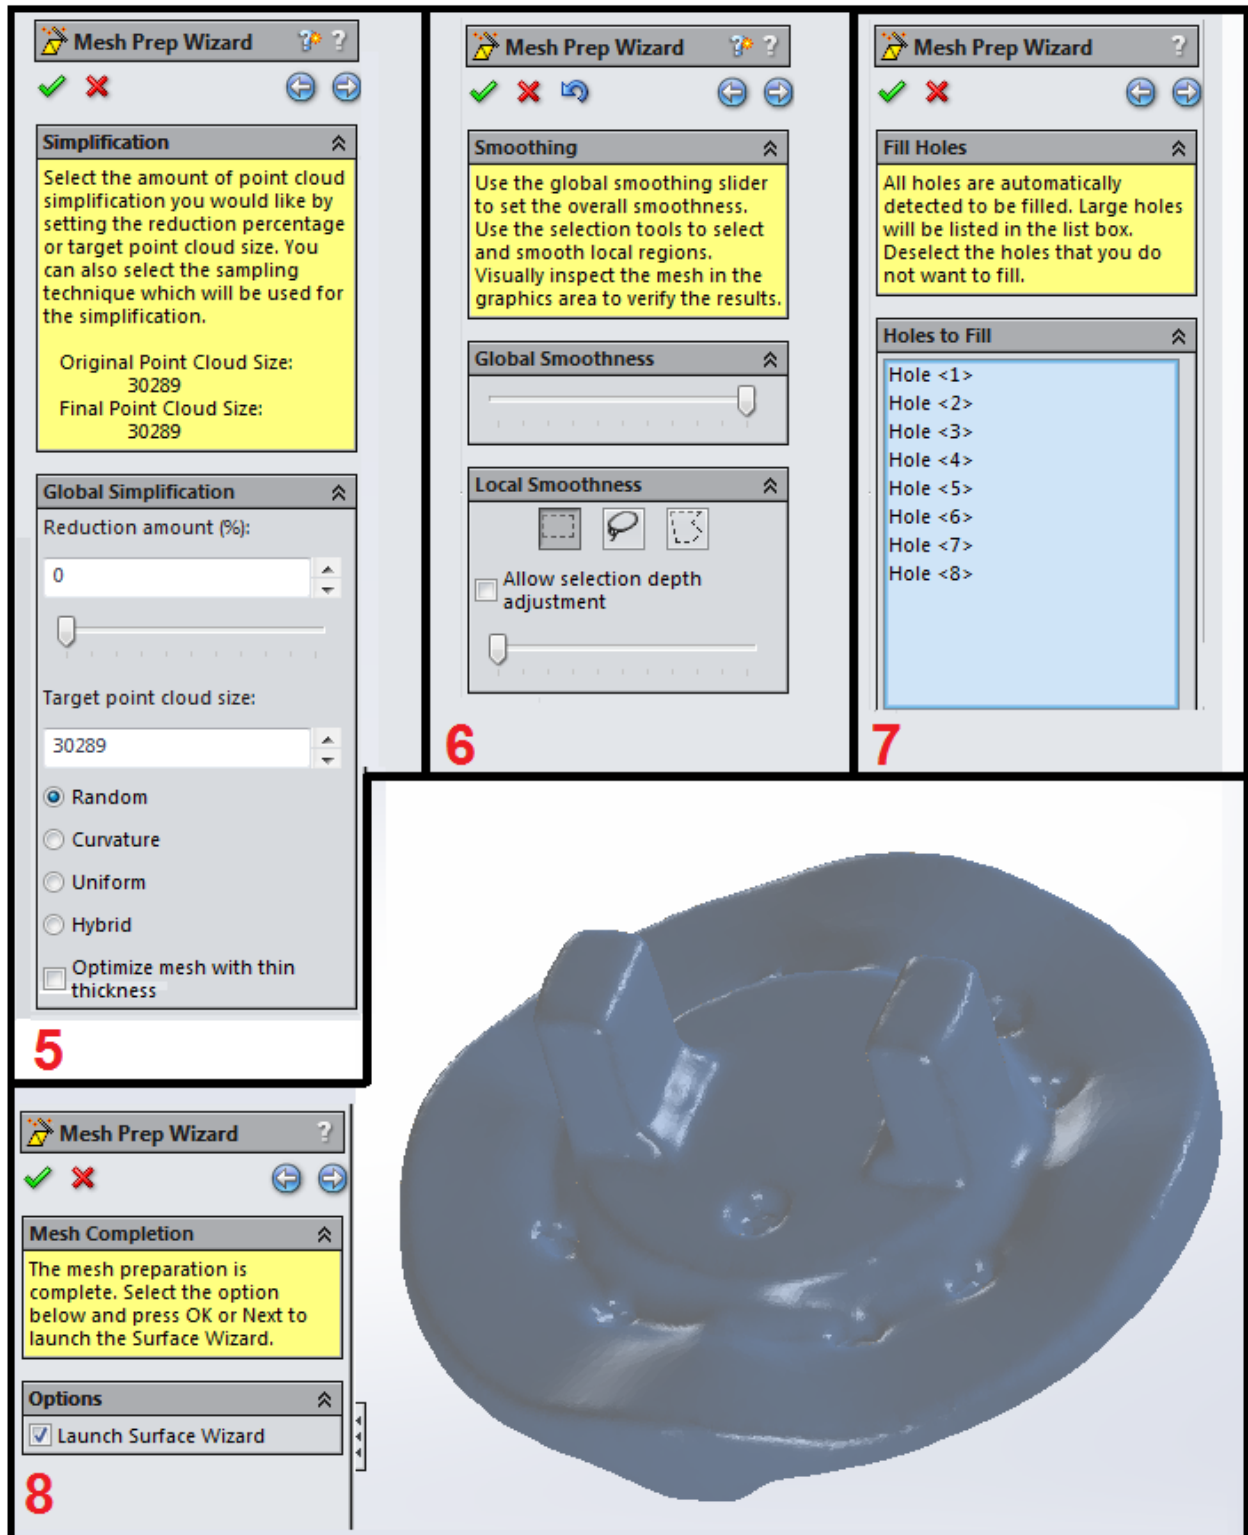 Mesh Prep Wizard
Simplification
Select the amount of point cloud
simplification you would like by
setting the reduction percentage
or target point cloud size. You
can also select the sampling
technique which will be used for
the simplification.
Original Point Cloud Size:
30289
Final Point Cloud Size:
30289
Global Simplification
Reduction amount (%):
0
Target point cloud size:
30289
Random
Curvature
Uniform
Hybrid
Optimize mesh with thin
thickness
5
Mesh Prep Wizard
Smoothing
Use the global smoothing slider
to set the overall smoothness.
Use the selection tools to select
and smooth local regions.
Visually inspect the mesh in the
graphics area to verify the results.
Global Smoothness
Local Smoothness
Allow selection depth
adjustment
6
Mesh Prep Wizard
Fill Holes
All holes are automatically
detected to be filled. Large holes
will be listed in the list box.
Deselect the holes that you do
not want to fill.
Holes to Fill
Hole <1>
Hole <2>
Hole <3>
Hole <4>
Hole <5>
Hole <6>
Hole <7>
Hole <8>
7
Mesh Prep Wizard
Mesh Completion
The mesh preparation is
complete. Select the option
below and press OK or Next to
launch the Surface Wizard.
Options
Launch Surface Wizard
8